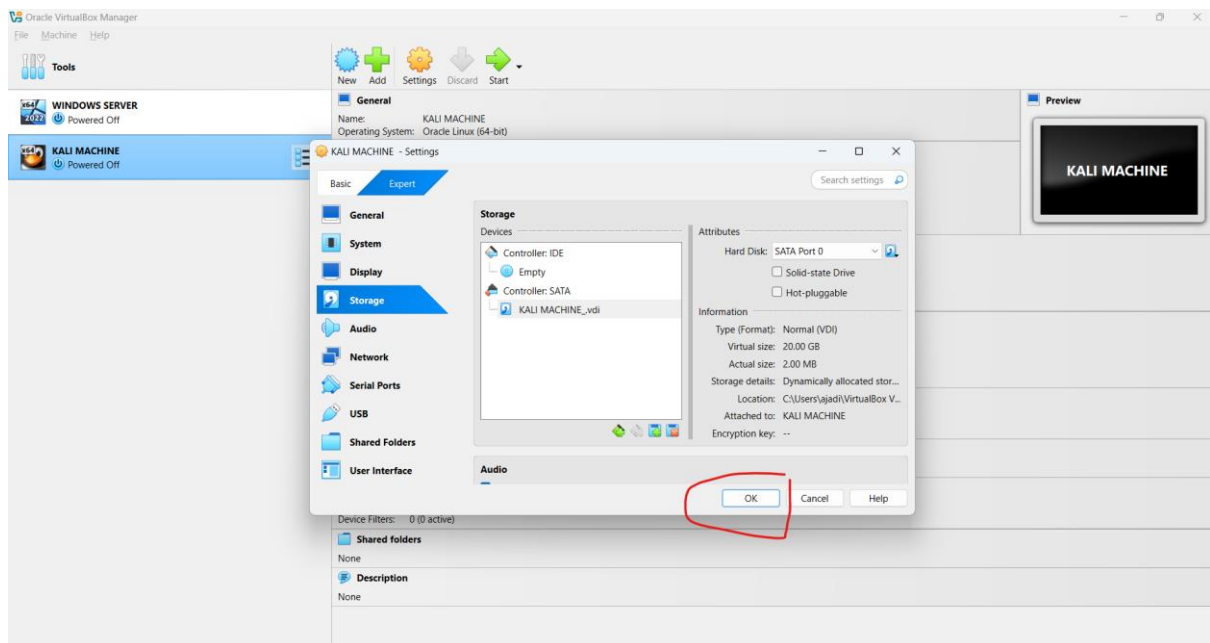 Oracle VirtualBox Manager
File Machine Help
Tools
New Add Settings Discard Start
x64
2022
WINDOWS SERVER
Powered Off
x64
KALI MACHINE
Powered Off
General
Name: KALI MACHINE
Operating System: Oracle Linux (64-bit)
Preview
KALI MACHINE
KALI MACHINE - Settings
Basic Expert
Search settings
General
System
Display
Storage
Audio
Network
Serial Ports
USB
Shared Folders
User Interface
Storage
Devices
Controller: IDE
Empty
Controller: SATA
KALI MACHINE_.vdi
Attributes
Hard Disk: SATA Port 0
Solid-state Drive
Hot-pluggable
Information
Type (Format): Normal (VDI)
Virtual size: 20.00 GB
Actual size: 2.00 MB
Storage details: Dynamically allocated stor...
Location: C:\Users\ajadi\VirtualBox V...
Attached to: KALI MACHINE
Encryption key: --
Audio
OK Cancel Help
Device Filters: 0 (0 active)
Shared folders
None
Description
None